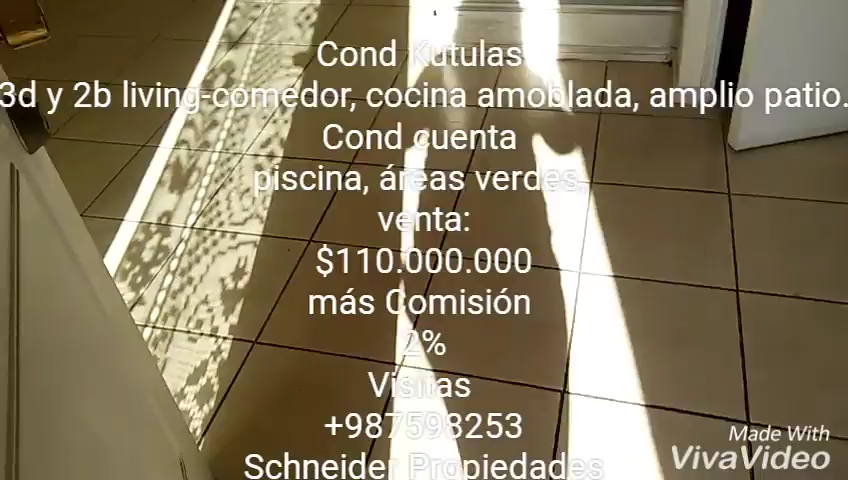 Cond Kutulas
3d y 2b living-comedor, cocina amoblada, amplio patio.
Cond cuenta
piscina, áreas verdes,
venta:
$110.000.000
más Comisión
2%
Visitas
+987598253
Schneider Propiedades
Made With
VivaVideo